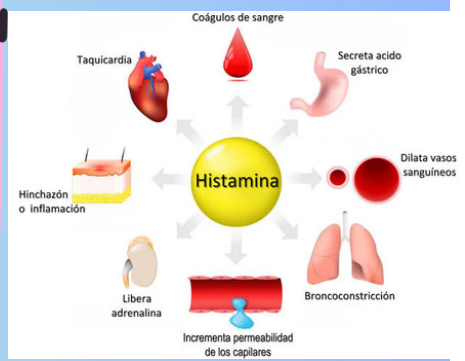 Coágulos de sangre
Taquicardia
Secreta acido
gástrico
Histamina
Dilata vasos
sanguíneos
Hinchazón
o inflamación
Libera
adrenalina
Broncoconstricción
Incrementa permeabilidad
de los capilares